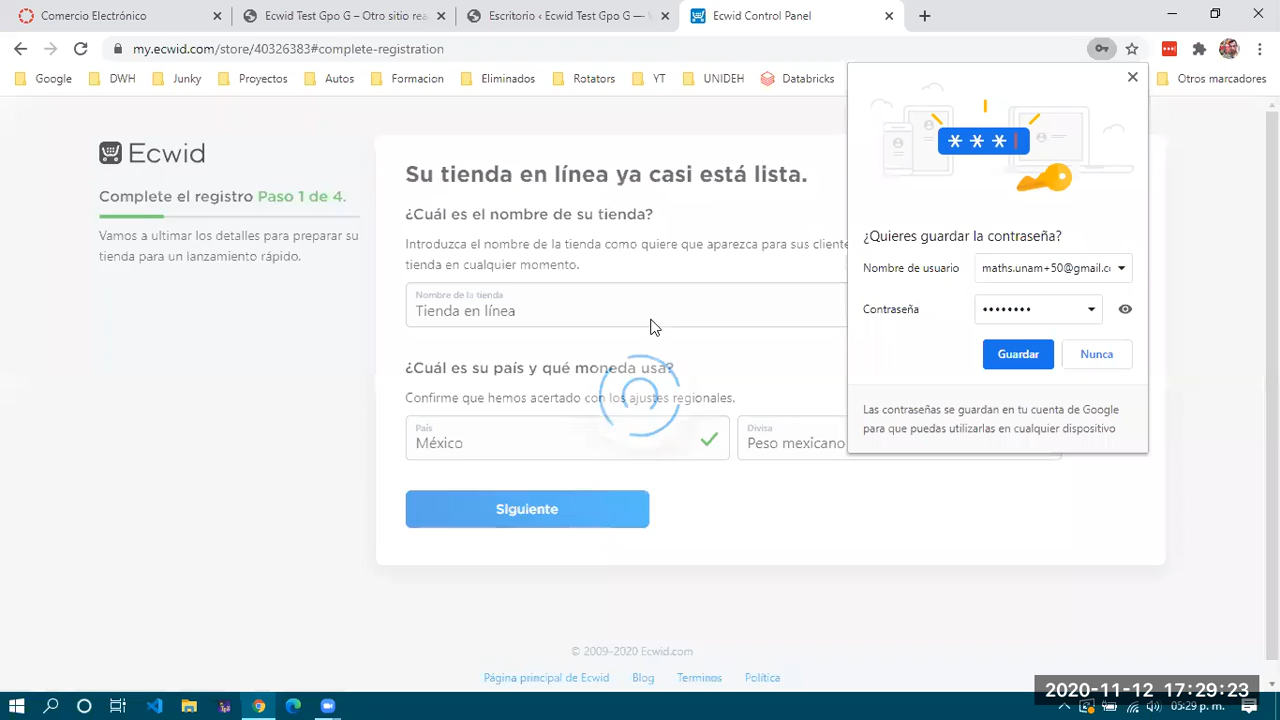 Comercio Electrónico
Ecwid Test Gpo G – Otro sitio re
Escritorio ‹ Ecwid Test Gpo G — W
Ecwid Control Panel
my.ecwid.com/store/40326383#complete-registration
Google
DWH
Junky
Proyectos
Autos
Formacion
Eliminados
Rotators
YT
UNIDEH
Databricks
Otros marcadores
Ecwid
Complete el registro Paso 1 de 4.
Vamos a ultimar los detalles para preparar su
tienda para un lanzamiento rápido.
Su tienda en línea ya casi está lista.
¿Cuál es el nombre de su tienda?
Introduzca el nombre de la tienda como quiere que aparezca para sus cliente
tienda en cualquier momento.
Nombre de la tienda
Tienda en línea
¿Cuál es su país y qué moneda usa?
Confirme que hemos acertado con los ajustes regionales.
País
México
Divisa
Peso mexicano
Siguiente
* * *
¿Quieres guardar la contraseña?
Nombre de usuario
maths.unam+50@gmail.c
Contraseña
••••••••
Guardar
Nunca
Las contraseñas se guardan en tu cuenta de Google
para que puedas utilizarlas en cualquier dispositivo
© 2009–2020 Ecwid.com
Página principal de Ecwid
Blog
Terminos
Política
2020-11-12 17:29:23
05:29 p. m.